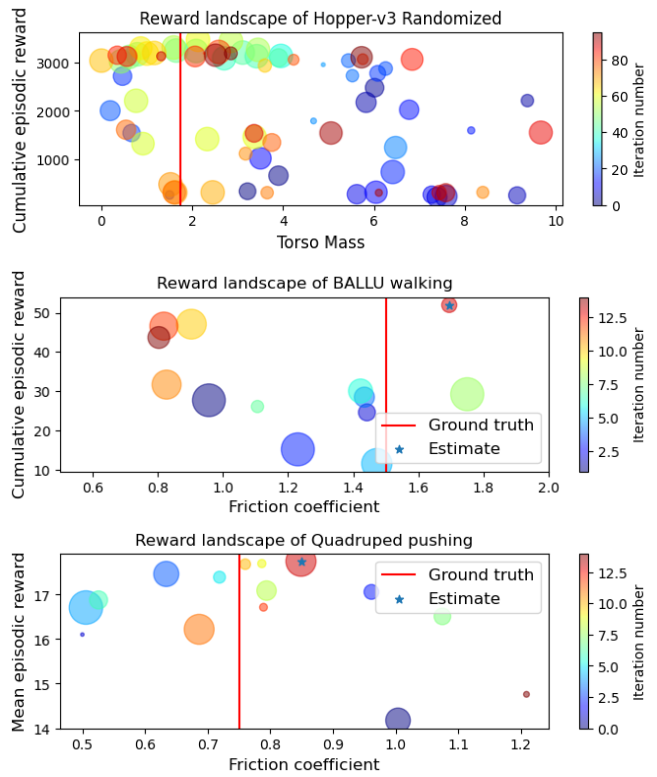 Reward landscape of Hopper-v3 Randomized
Cumulative episodic reward
3000
2000
1000
0 2 4 6 8 10
Torso Mass
80
60
40
20
0
Iteration number
Reward landscape of BALLU walking
Cumulative episodic reward
50
40
30
20
10
0.6 0.8 1.0 1.2 1.4 1.6 1.8 2.0
Friction coefficient
Ground truth
Estimate
12.5
10.0
7.5
5.0
2.5
Iteration number
Reward landscape of Quadruped pushing
Mean episodic reward
17
16
15
14
0.5 0.6 0.7 0.8 0.9 1.0 1.1 1.2
Friction coefficient
Ground truth
Estimate
12.5
10.0
7.5
5.0
2.5
0.0
Iteration number